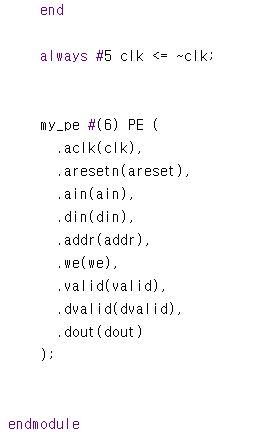 end
always #5 clk <= ~clk;
my_pe #(6) PE (
.aclk(clk),
.aresetn(areset),
.ain(ain),
.din(din),
.addr(addr),
.we(we),
.valid(valid),
.dvalid(dvalid),
.dout(dout)
);
endmodule